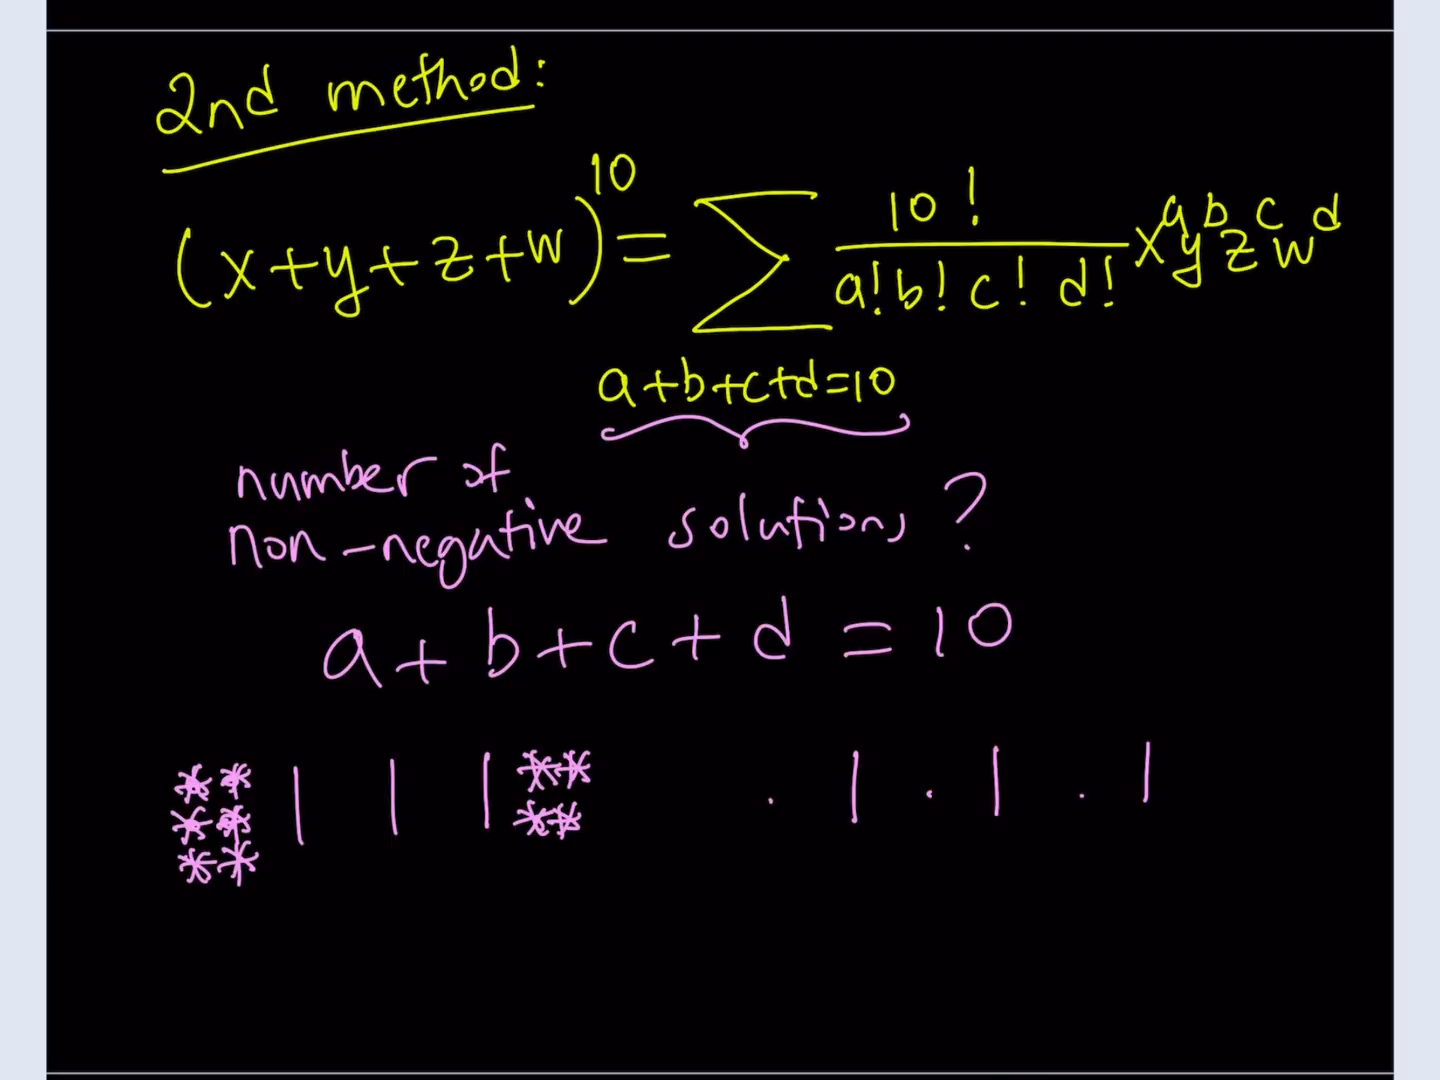 2nd method:
(x+y+z+w)^10 = Σ 10!/(a!b!c!d!) x^a y^b z^c w^d
a+b+c+d=10
number of
non-negative solutions?
a+b+c+d=10
** ** ** | | | ** ** . | . | . |